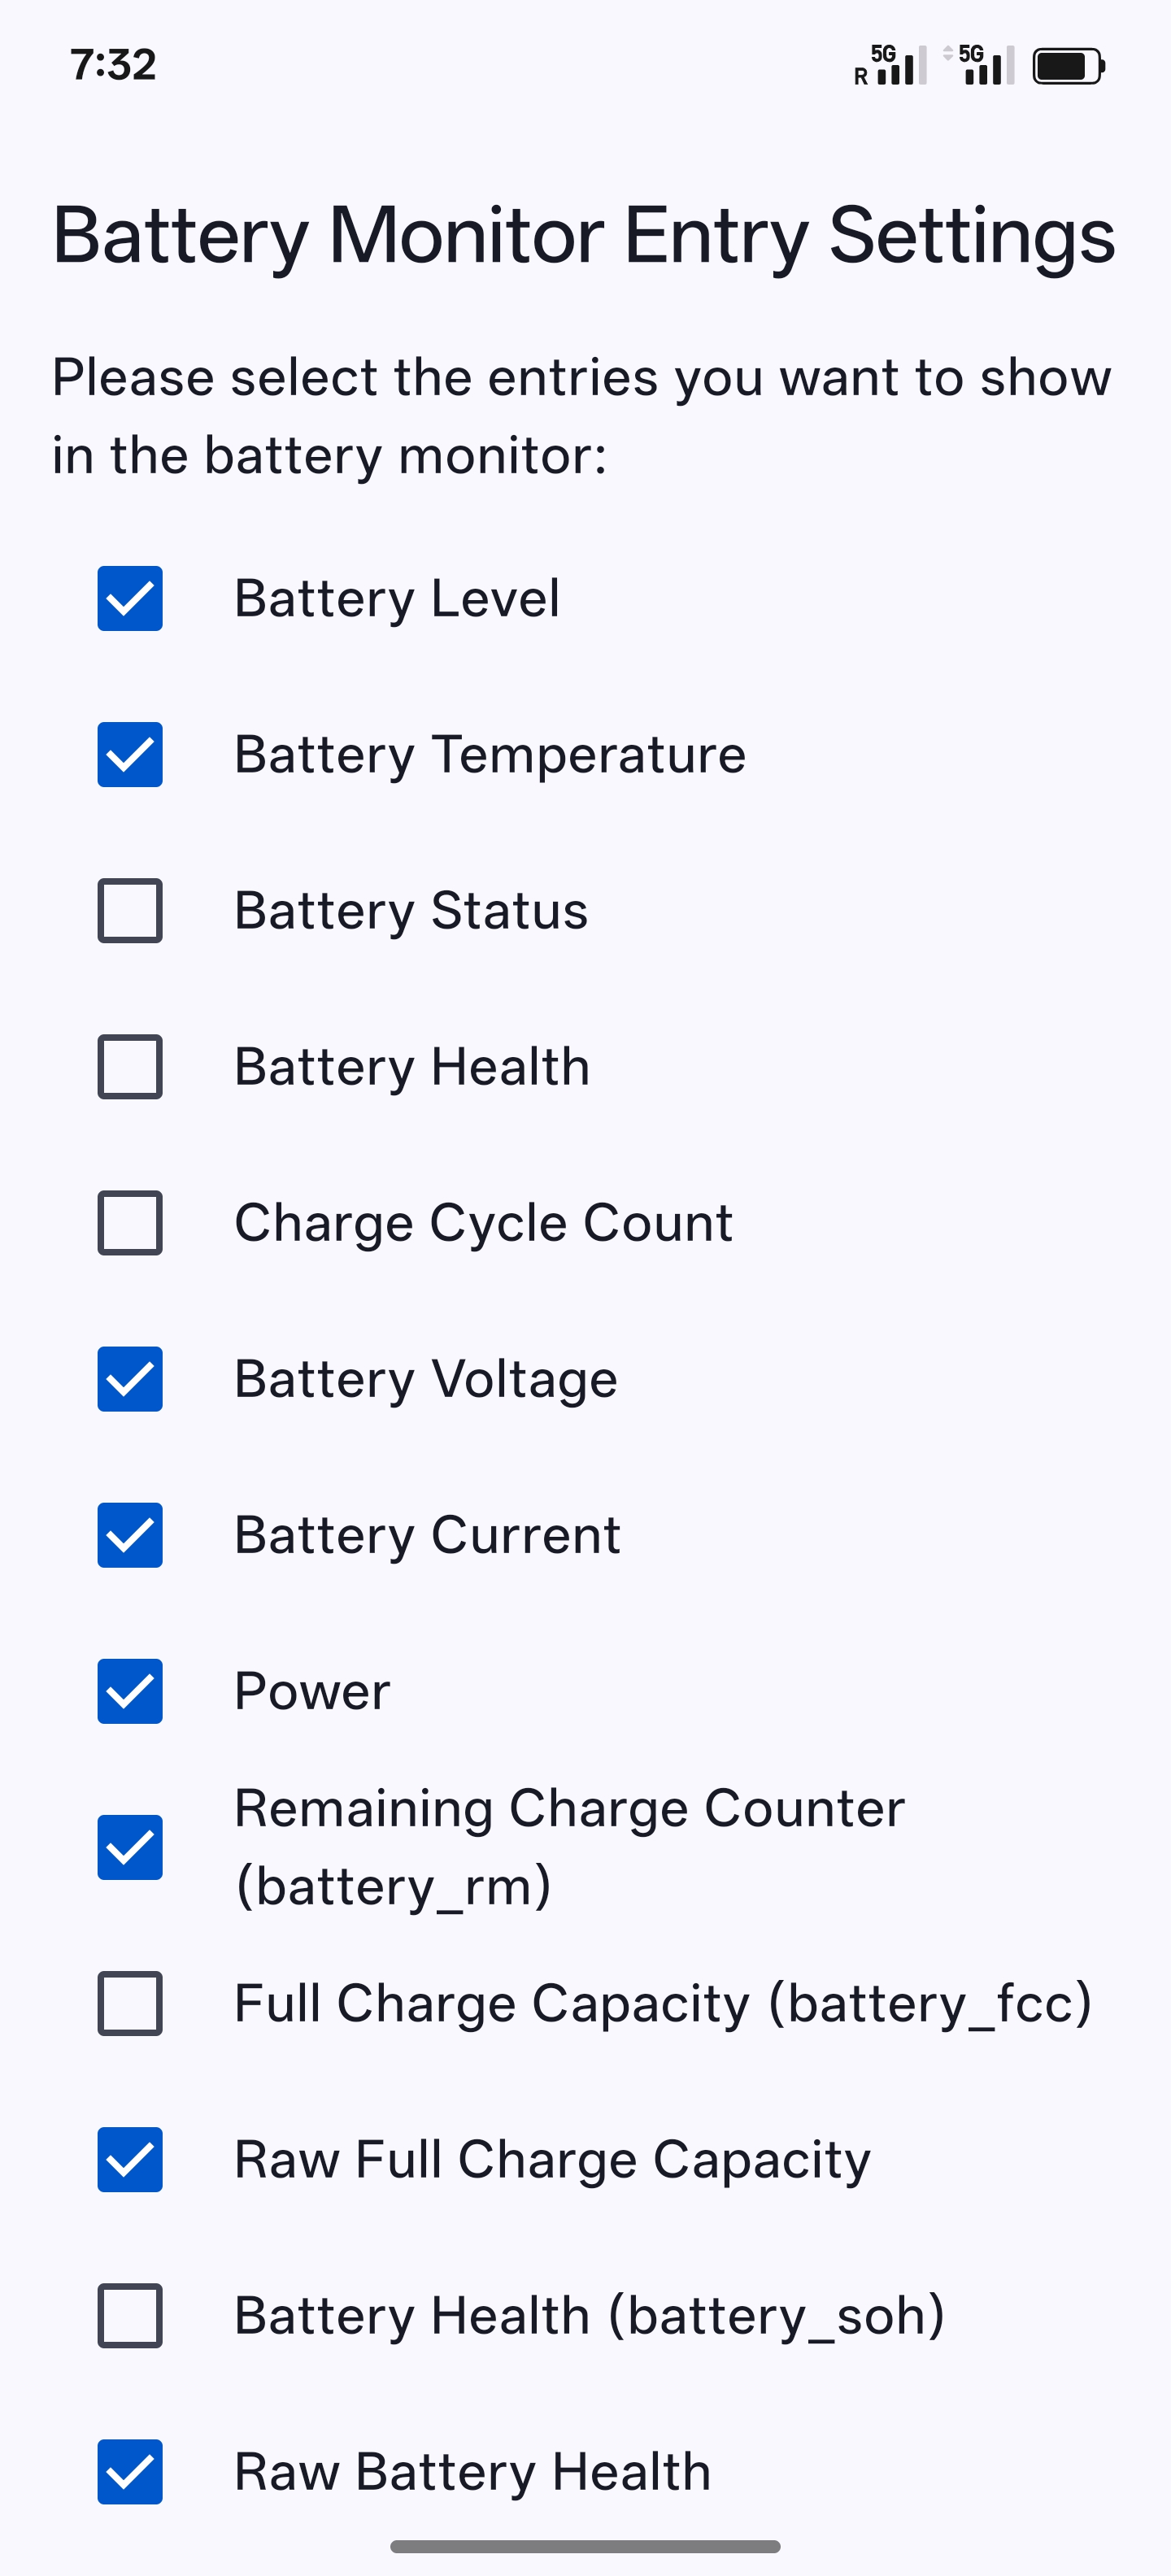 7:32
R 5G 5G
Battery Monitor Entry Settings
Please select the entries you want to show
in the battery monitor:
Battery Level
Battery Temperature
Battery Status
Battery Health
Charge Cycle Count
Battery Voltage
Battery Current
Power
Remaining Charge Counter
(battery_rm)
Full Charge Capacity (battery_fcc)
Raw Full Charge Capacity
Battery Health (battery_soh)
Raw Battery Health